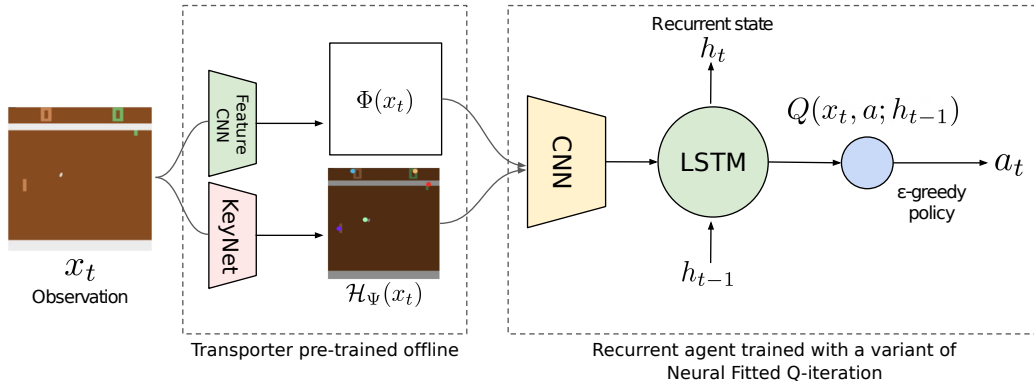 x_t
Observation
Feature
CNN
KeyNet
Φ(x_t)
ℋ_Ψ(x_t)
Transporter pre-trained offline
CNN
Recurrent state
h_t
LSTM
h_{t−1}
Q(x_t, a; h_{t−1})
a_t
ε-greedy
policy
Recurrent agent trained with a variant of
Neural Fitted Q-iteration